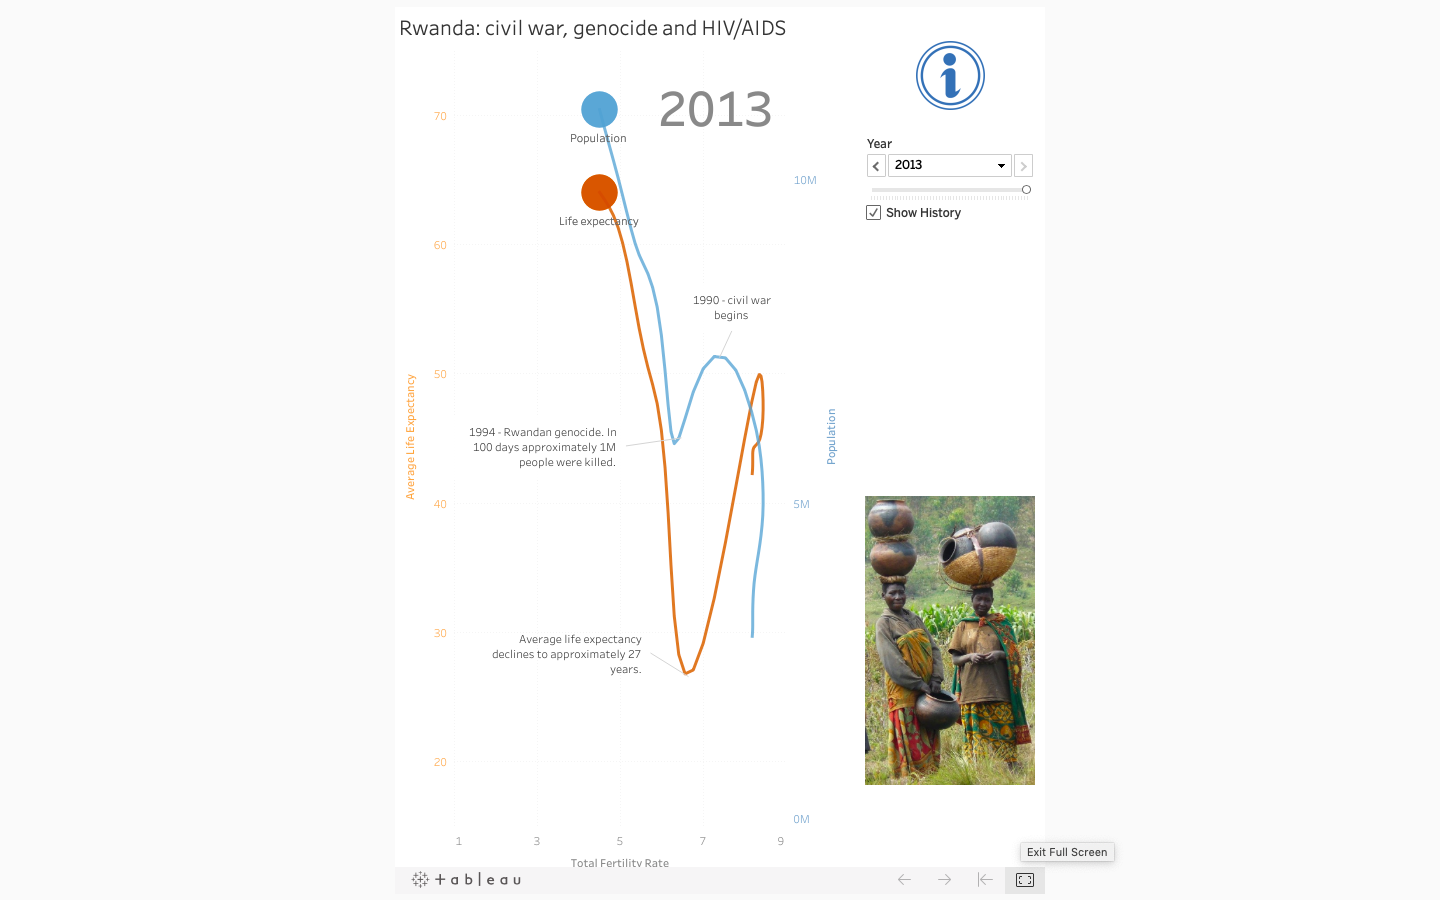 Rwanda: civil war, genocide and HIV/AIDS
2013
Year
2013
Show History
Population
Life expectancy
1990 - civil war
begins
1994 - Rwandan genocide. In
100 days approximately 1M
people were killed.
Average life expectancy
declines to approximately 27
years.
Average Life Expectancy
70
60
50
40
30
20
Population
10M
5M
0M
1 3 5 7 9
Total Fertility Rate
Exit Full Screen
+ableau